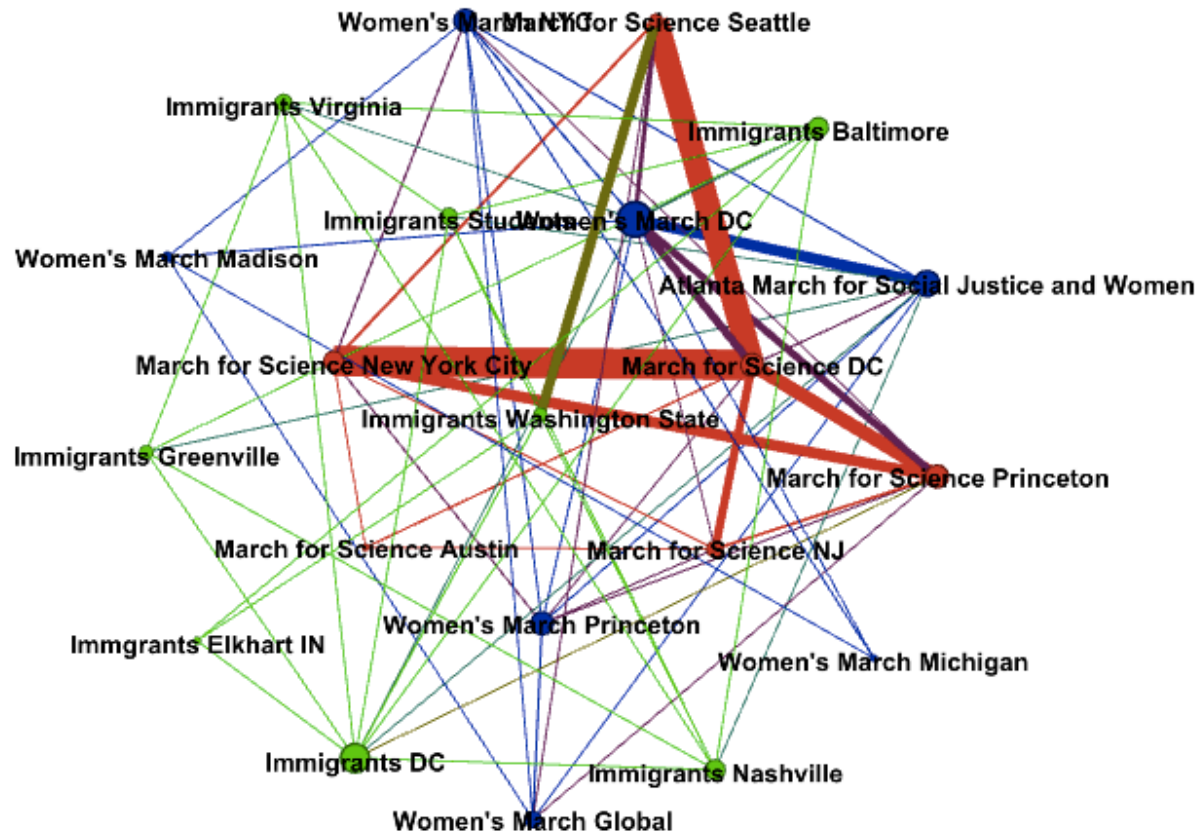 Women's March NYC
March for Science Seattle
Immigrants Virginia
Immigrants Baltimore
Immigrants Students
Women's March DC
Women's March Madison
Atlanta March for Social Justice and Women
March for Science New York City
March for Science DC
Immigrants Washington State
Immigrants Greenville
March for Science Princeton
March for Science Austin
March for Science NJ
Women's March Princeton
Immgrants Elkhart IN
Women's March Michigan
Immigrants DC
Immigrants Nashville
Women's March Global